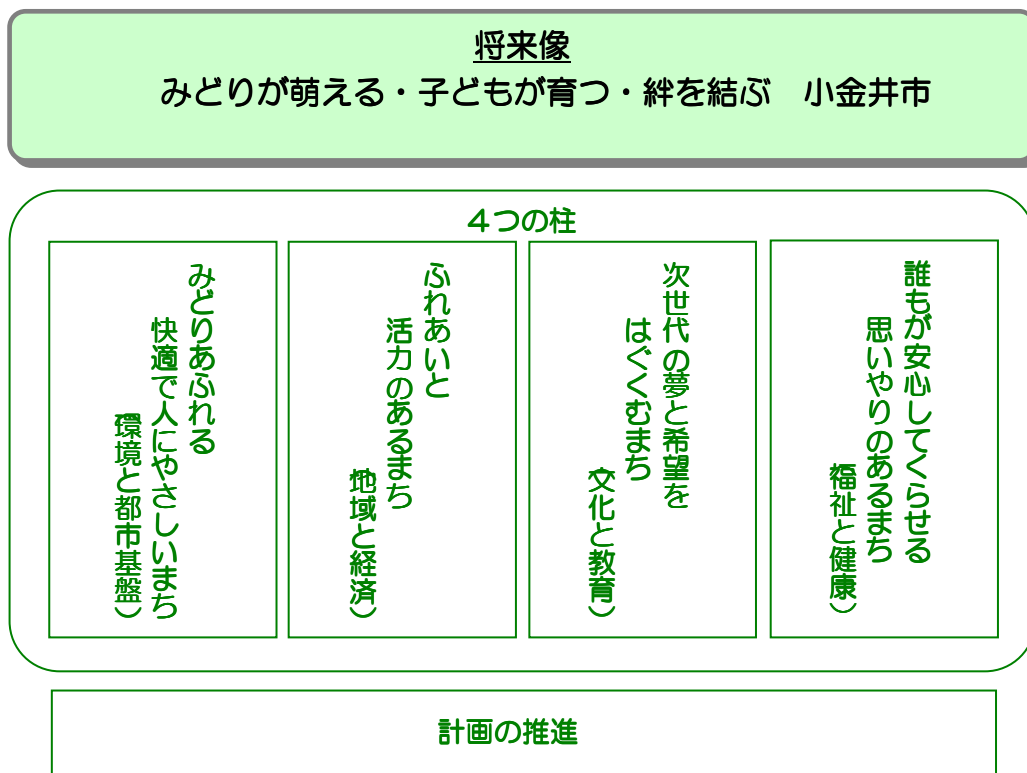 将来像
みどりが萌える・子どもが育つ・絆を結ぶ　小金井市
4つの柱
みどりあふれる
快適で人にやさしいまち
(環境と都市基盤)
ふれあいと
活力のあるまち
(地域と経済)
次世代の夢と希望を
はぐくむまち
(文化と教育)
誰もが安心してくらせる
思いやりのあるまち
(福祉と健康)
計画の推進